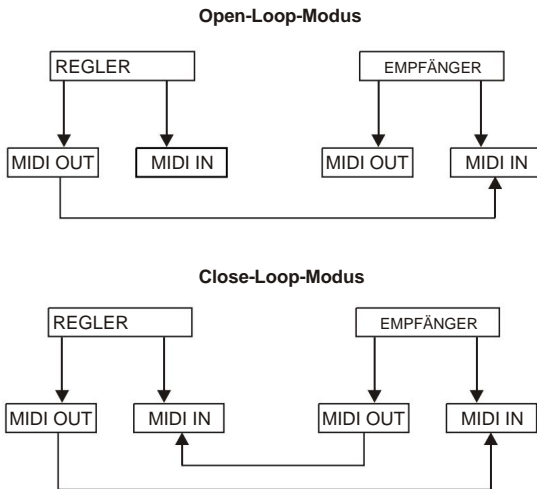 Open-Loop-Modus
REGLER EMPFÄNGER
MIDI OUT MIDI IN MIDI OUT MIDI IN
Close-Loop-Modus
REGLER EMPFÄNGER
MIDI OUT MIDI IN MIDI OUT MIDI IN